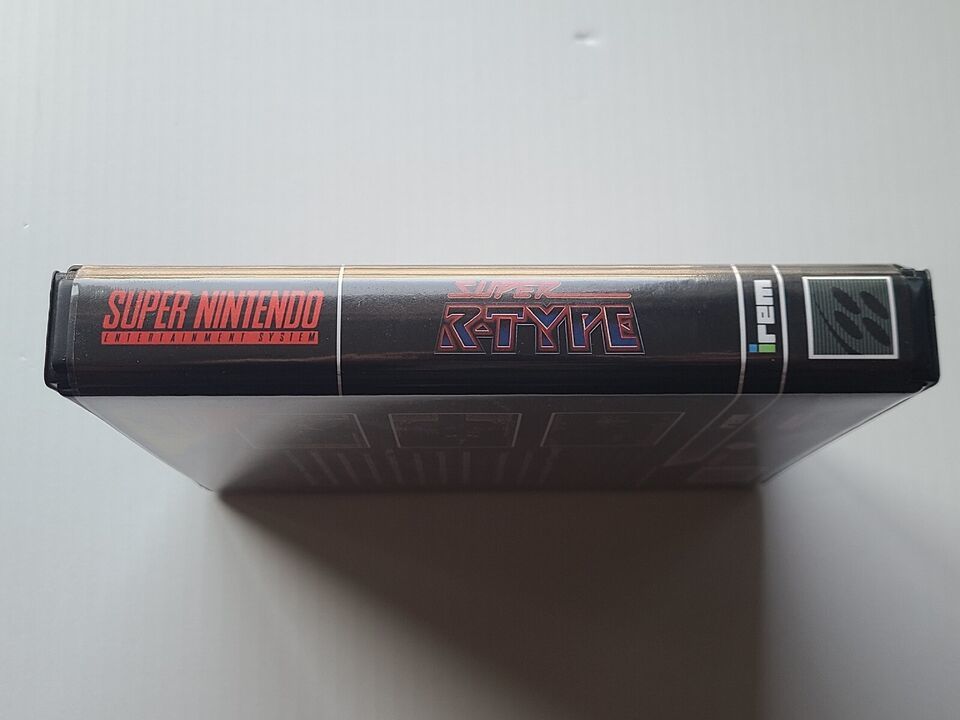 SUPER NINTENDO
ENTERTAINMENT SYSTEM
SUPER
R-TYPE
irem